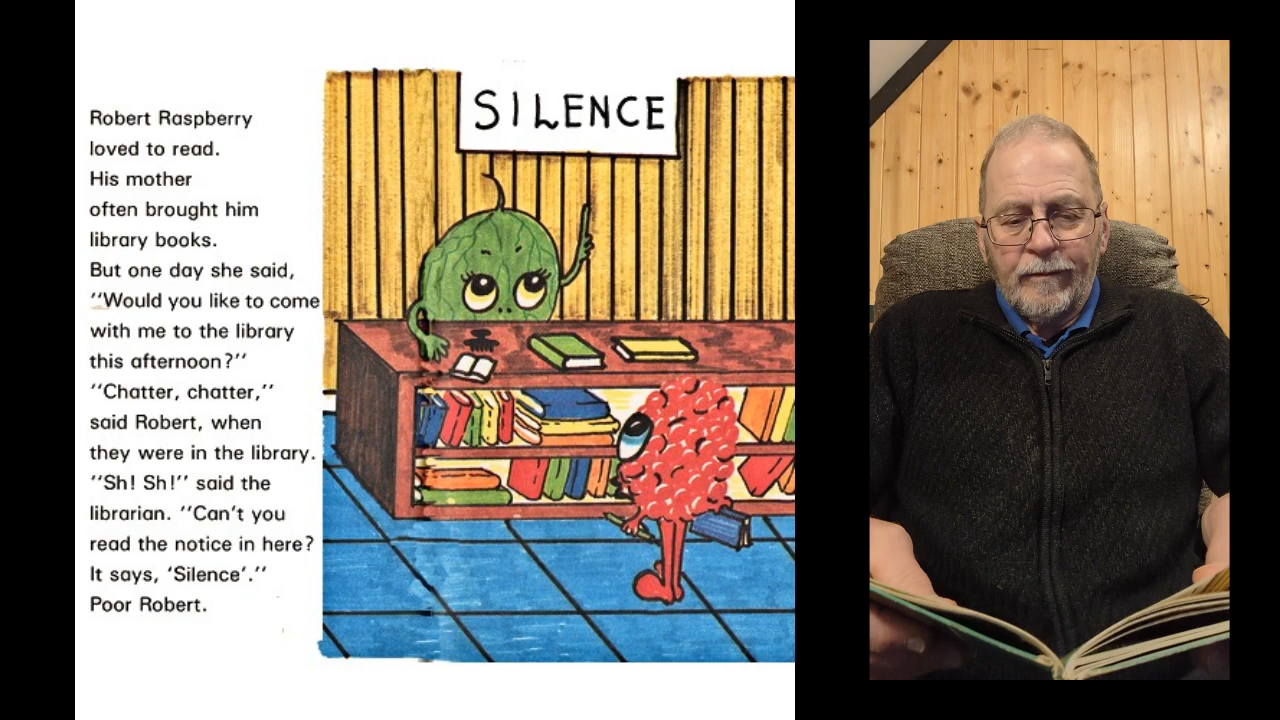 Robert Raspberry
loved to read.
His mother
often brought him
library books.
But one day she said,
''Would you like to come
with me to the library
this afternoon?''
''Chatter, chatter,''
said Robert, when
they were in the library.
''Sh! Sh!'' said the
librarian. ''Can't you
read the notice in here?
It says, 'Silence'.''
Poor Robert.
SILENCE